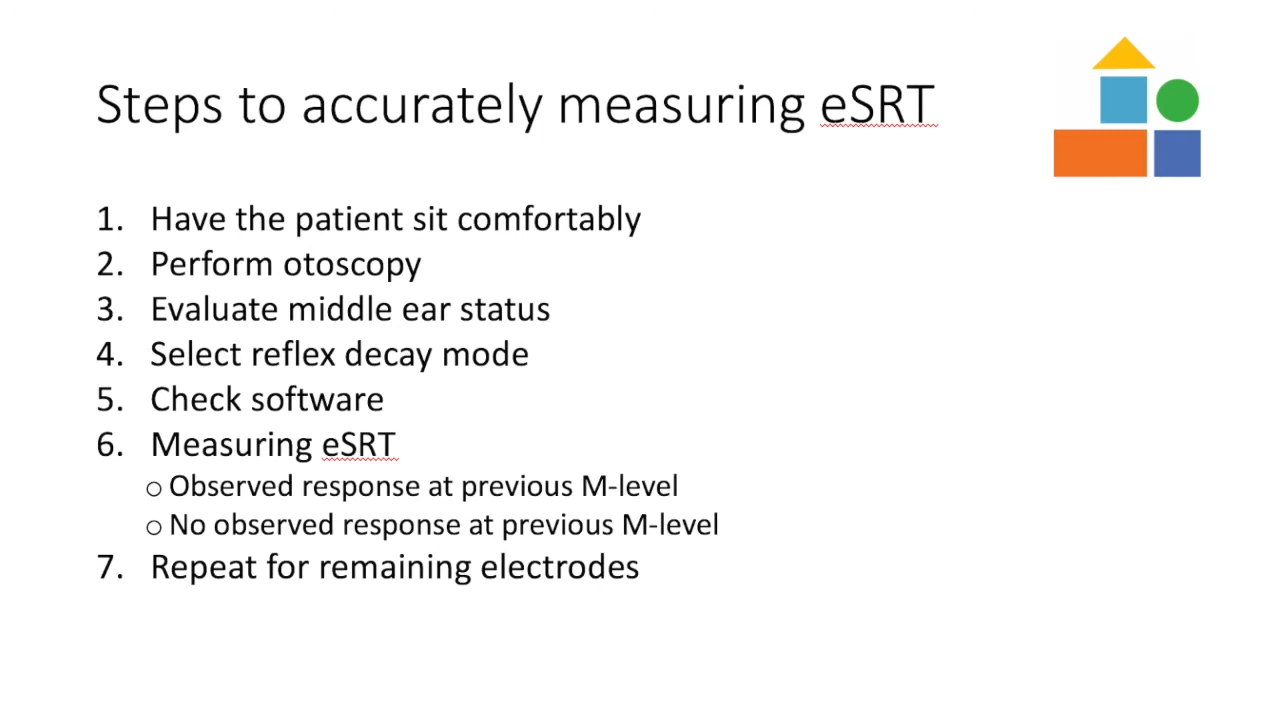 Steps to accurately measuring eSRT
1. Have the patient sit comfortably
2. Perform otoscopy
3. Evaluate middle ear status
4. Select reflex decay mode
5. Check software
6. Measuring eSRT
o Observed response at previous M-level
o No observed response at previous M-level
7. Repeat for remaining electrodes